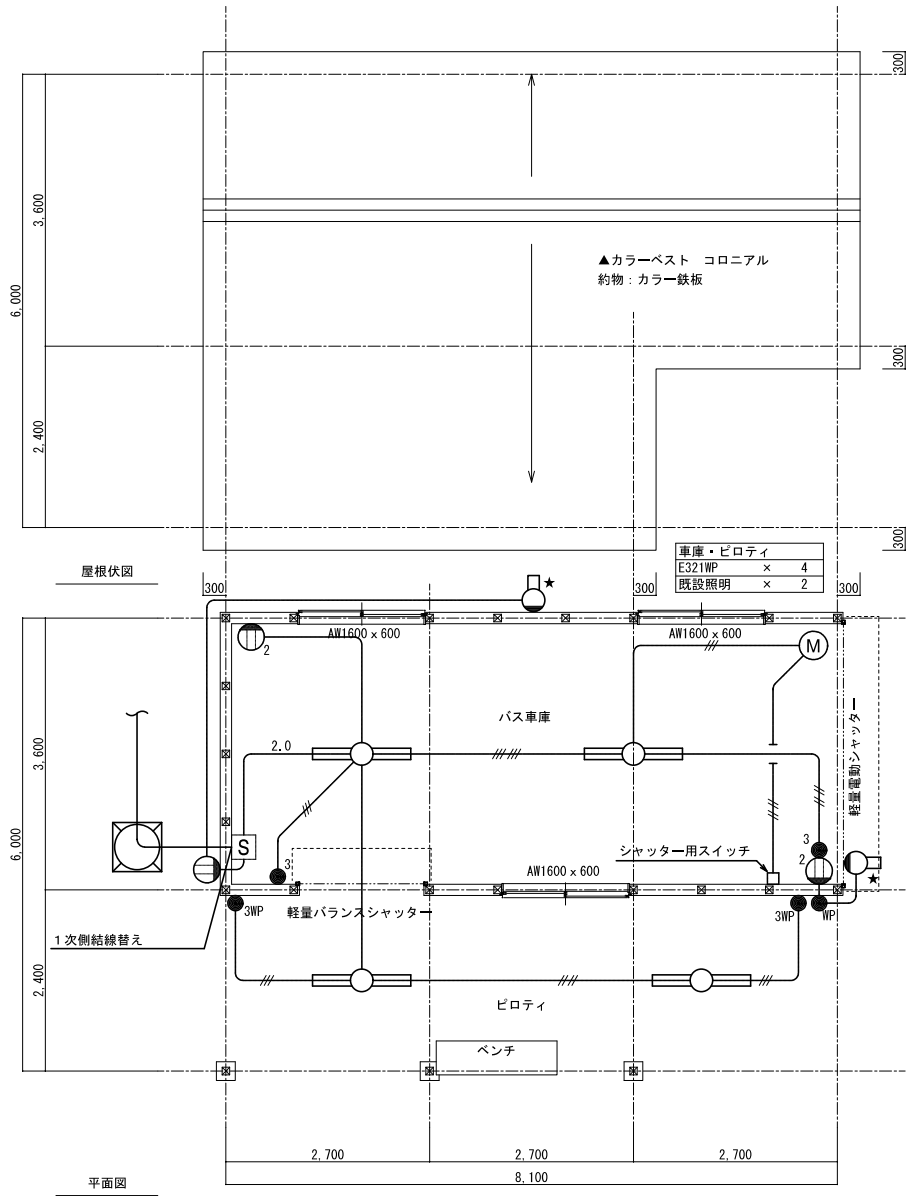 300
3,600
6,000
▲カラーベスト　コロニアル
約物：カラー鉄板
300
2,400
300
屋根伏図
車庫・ピロティ
E321WP × 4
既設照明 × 2
300
300
300
★
AW1600 x 600
AW1600 x 600
2
M
バス車庫
2.0
3,600
6,000
軽量電動シャッター
S
3
シャッター用スイッチ
3
2
AW1600 x 600
★
3WP
軽量バランスシャッター
3WP
WP
1次側結線替え
2,400
ピロティ
ベンチ
2,700
2,700
2,700
8,100
平面図